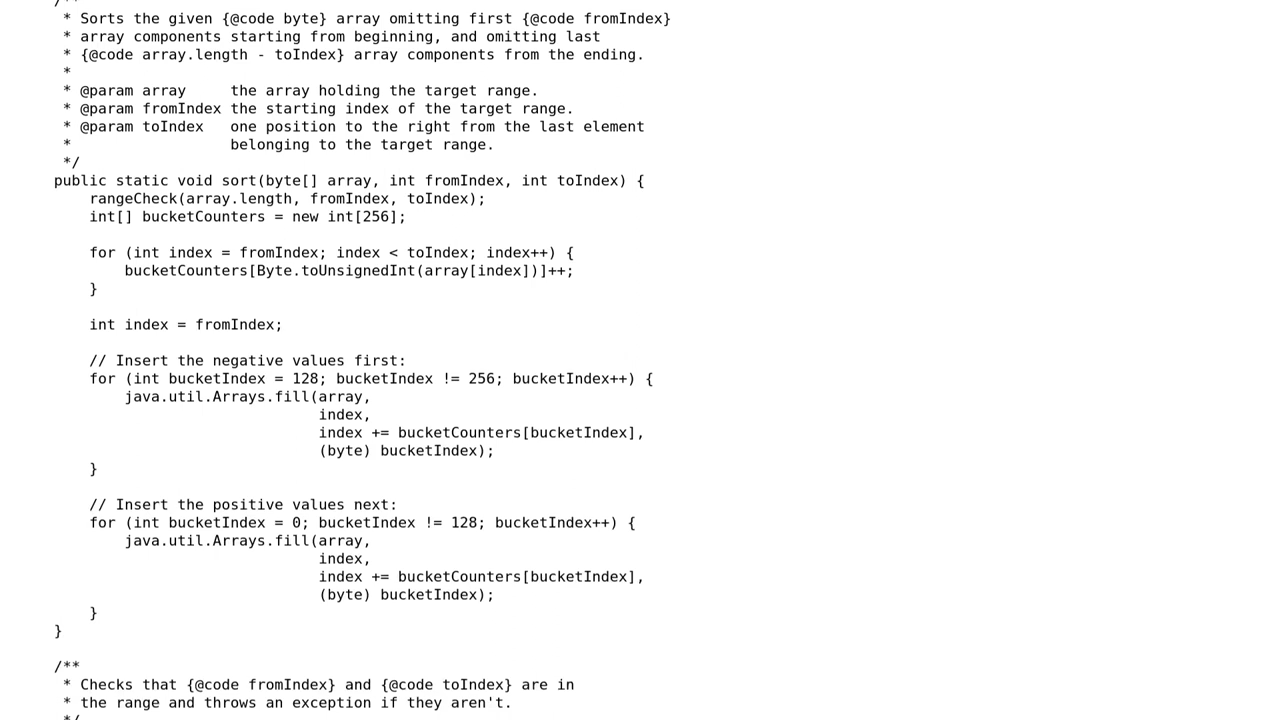 /**
 * Sorts the given {@code byte} array omitting first {@code fromIndex}
 * array components starting from beginning, and omitting last
 * {@code array.length - toIndex} array components from the ending.
 *
 * @param array     the array holding the target range.
 * @param fromIndex the starting index of the target range.
 * @param toIndex   one position to the right from the last element
 *                  belonging to the target range.
 */
public static void sort(byte[] array, int fromIndex, int toIndex) {
    rangeCheck(array.length, fromIndex, toIndex);
    int[] bucketCounters = new int[256];

    for (int index = fromIndex; index < toIndex; index++) {
        bucketCounters[Byte.toUnsignedInt(array[index])]++;
    }

    int index = fromIndex;

    // Insert the negative values first:
    for (int bucketIndex = 128; bucketIndex != 256; bucketIndex++) {
        java.util.Arrays.fill(array,
                              index,
                              index += bucketCounters[bucketIndex],
                              (byte) bucketIndex);
    }

    // Insert the positive values next:
    for (int bucketIndex = 0; bucketIndex != 128; bucketIndex++) {
        java.util.Arrays.fill(array,
                              index,
                              index += bucketCounters[bucketIndex],
                              (byte) bucketIndex);
    }
}

/**
 * Checks that {@code fromIndex} and {@code toIndex} are in
 * the range and throws an exception if they aren't.
 */